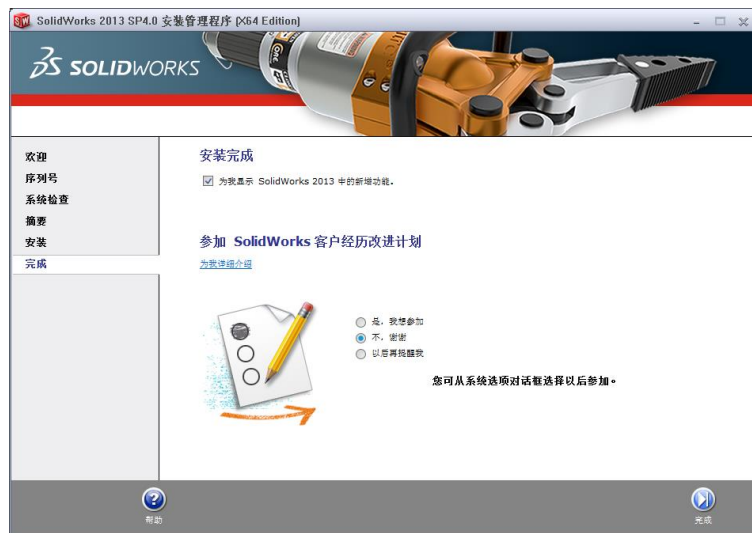 SolidWorks 2013 SP4.0 安装管理程序 (X64 Edition)
SOLIDWORKS
欢迎
序列号
系统检查
摘要
安装
完成
安装完成
为我显示 SolidWorks 2013 中的新增功能。
参加 SolidWorks 客户经历改进计划
为我详细介绍
是，我想参加
不，谢谢
以后再提醒我
您可从系统选项对话框选择以后参加。
帮助
完成